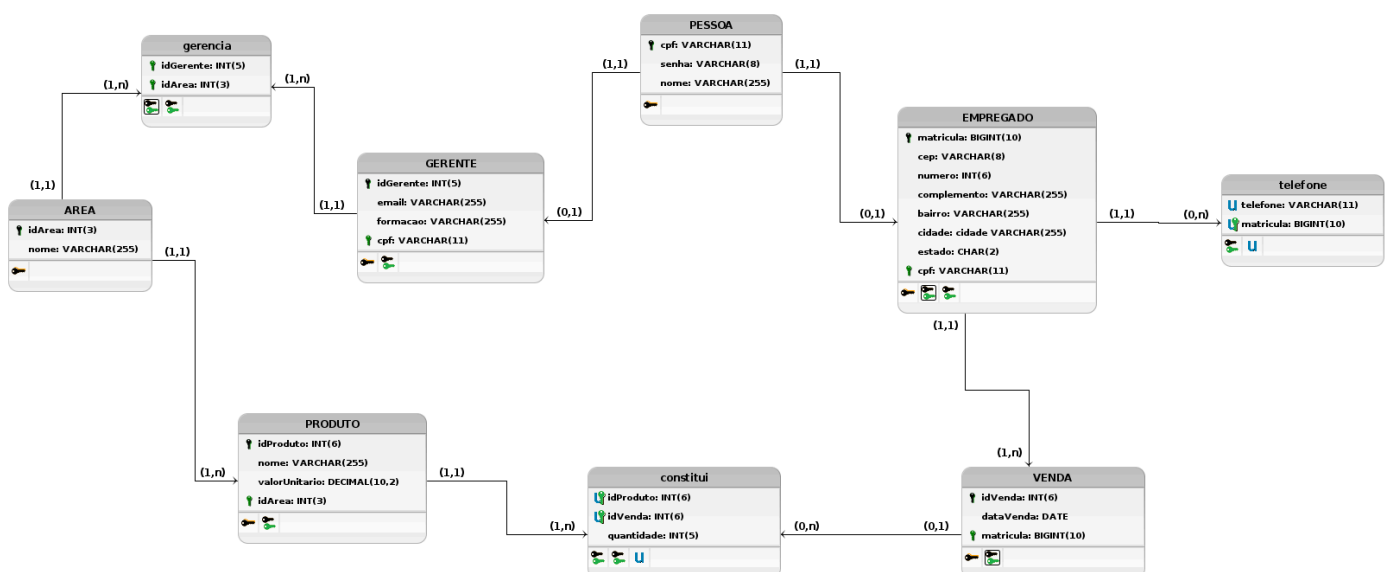 PESSOA
cpf: VARCHAR(11)
senha: VARCHAR(8)
nome: VARCHAR(255)
gerencia
idGerente: INT(5)
idArea: INT(3)
(1,n)
(1,n)
(1,1)
(1,1)
EMPREGADO
matricula: BIGINT(10)
cep: VARCHAR(8)
numero: INT(6)
complemento: VARCHAR(255)
bairro: VARCHAR(255)
cidade: cidade VARCHAR(255)
estado: CHAR(2)
cpf: VARCHAR(11)
GERENTE
idGerente: INT(5)
email: VARCHAR(255)
formacao: VARCHAR(255)
cpf: VARCHAR(11)
telefone
U telefone: VARCHAR(11)
U matricula: BIGINT(10)
U
(1,1)
(1,1)
(0,1)
(0,1)
(1,1)
(0,n)
AREA
idArea: INT(3)
nome: VARCHAR(255)
(1,1)
(1,1)
PRODUTO
idProduto: INT(6)
nome: VARCHAR(255)
valorUnitario: DECIMAL(10,2)
idArea: INT(3)
(1,n)
(1,1)
(1,n)
constitui
U idProduto: INT(6)
U idVenda: INT(6)
quantidade: INT(5)
U
(0,n)
(0,1)
(1,n)
VENDA
idVenda: INT(6)
dataVenda: DATE
matricula: BIGINT(10)